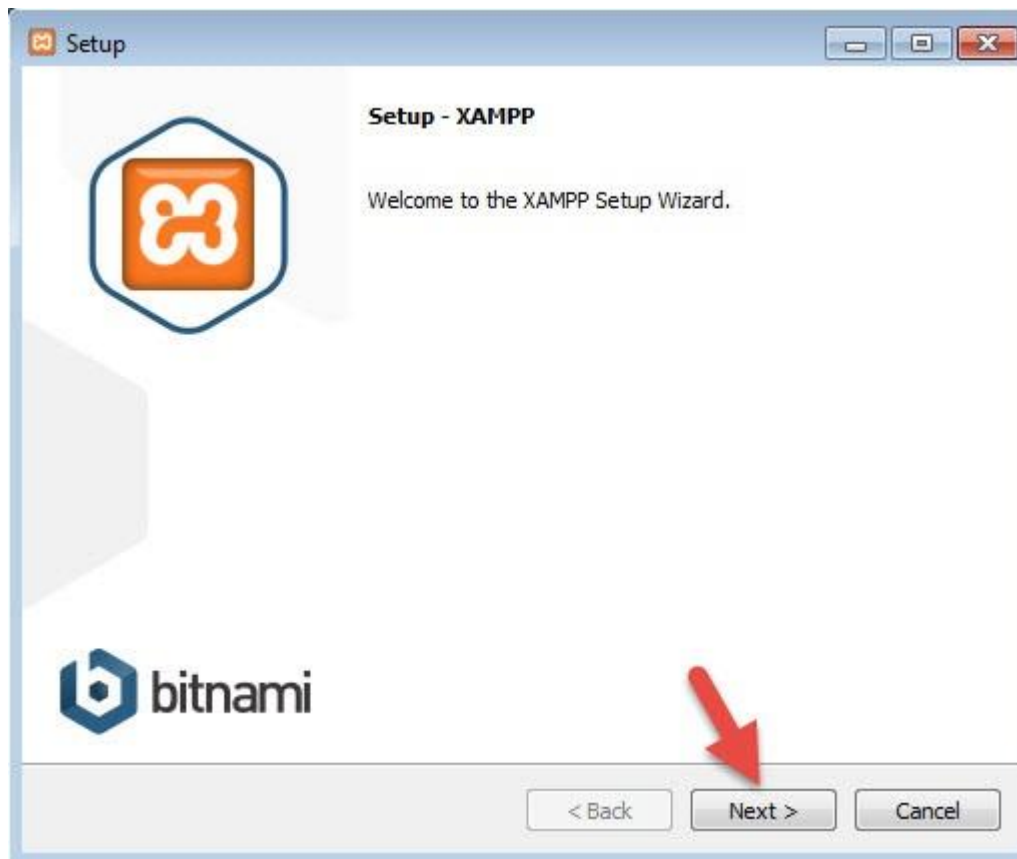 Setup
Setup - XAMPP
Welcome to the XAMPP Setup Wizard.
bitnami
< Back
Next >
Cancel